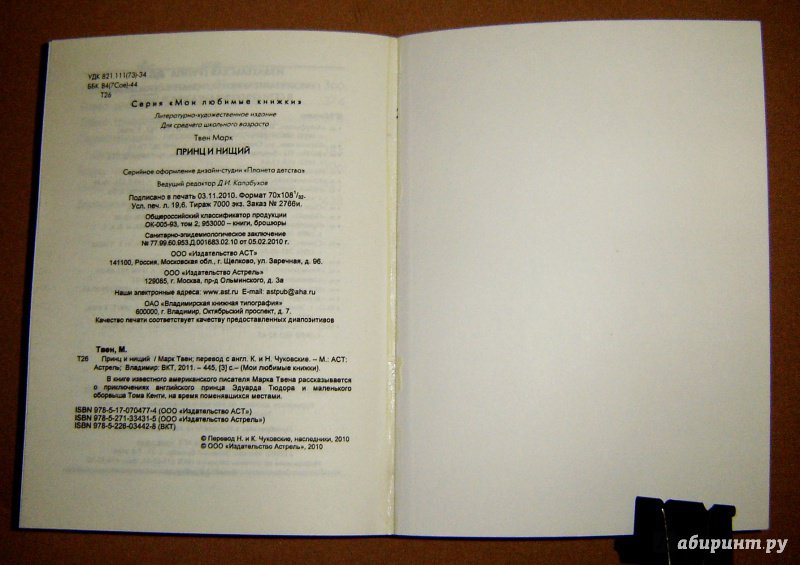 УДК 821.111(73)-34
ББК 84(7Сое)-44
Т26
Серия «Мои любимые книжки»
Литературно-художественное издание
Для среднего школьного возраста
Твен Марк
ПРИНЦ И НИЩИЙ
Серийное оформление дизайн-студии «Планета детства»
Ведущий редактор Д.И. Капабухов
Подписано в печать 03.11.2010. Формат 70x108 1/32.
Усл. печ. л. 19,6. Тираж 7000 экз. Заказ № 2766и.
Общероссийский классификатор продукции
ОК-005-93, том 2, 953000 – книги, брошюры
Санитарно-эпидемиологическое заключение
№ 77.99.60.953.Д.001683.02.10 от 05.02.2010 г.
ООО «Издательство АСТ»
141100, Россия, Московская обл., г. Щелково, ул. Заречная, д. 96.
ООО «Издательство Астрель»
129085, г. Москва, пр-д Ольминского, д. 3а
Наши электронные адреса: www.ast.ru E-mail: astpub@aha.ru
ОАО «Владимирская книжная типография»
600000, г. Владимир, Октябрьский проспект, д. 7.
Качество печати соответствует качеству предоставленных диапозитивов
Твен, М.
Т26 Принц и нищий / Марк Твен; перевод с англ. К. и Н. Чуковские. – М.: АСТ:
Астрель; Владимир: ВКТ, 2011. – 445, [3] с.– (Мои любимые книжки).
В книге известного американского писателя Марка Твена рассказывается
о приключениях английского принца Эдуарда Тюдора и маленького
оборвыша Тома Кенти, на время поменявшихся местами.
ISBN 978-5-17-070477-4 (ООО «Издательство АСТ»)
ISBN 978-5-271-33431-5 (ООО «Издательство Астрель»)
ISBN 978-5-226-03442-8 (ВКТ)
© Перевод Н. и К. Чуковские, наследники, 2010
© ООО «Издательство Астрель», 2010
абиринт.ру